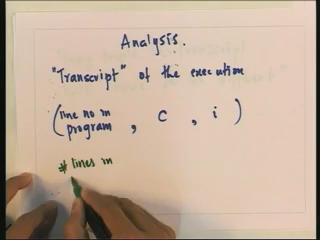 Analysis.
"Transcript" of the execution
(line no in program , C , i )
# lines in